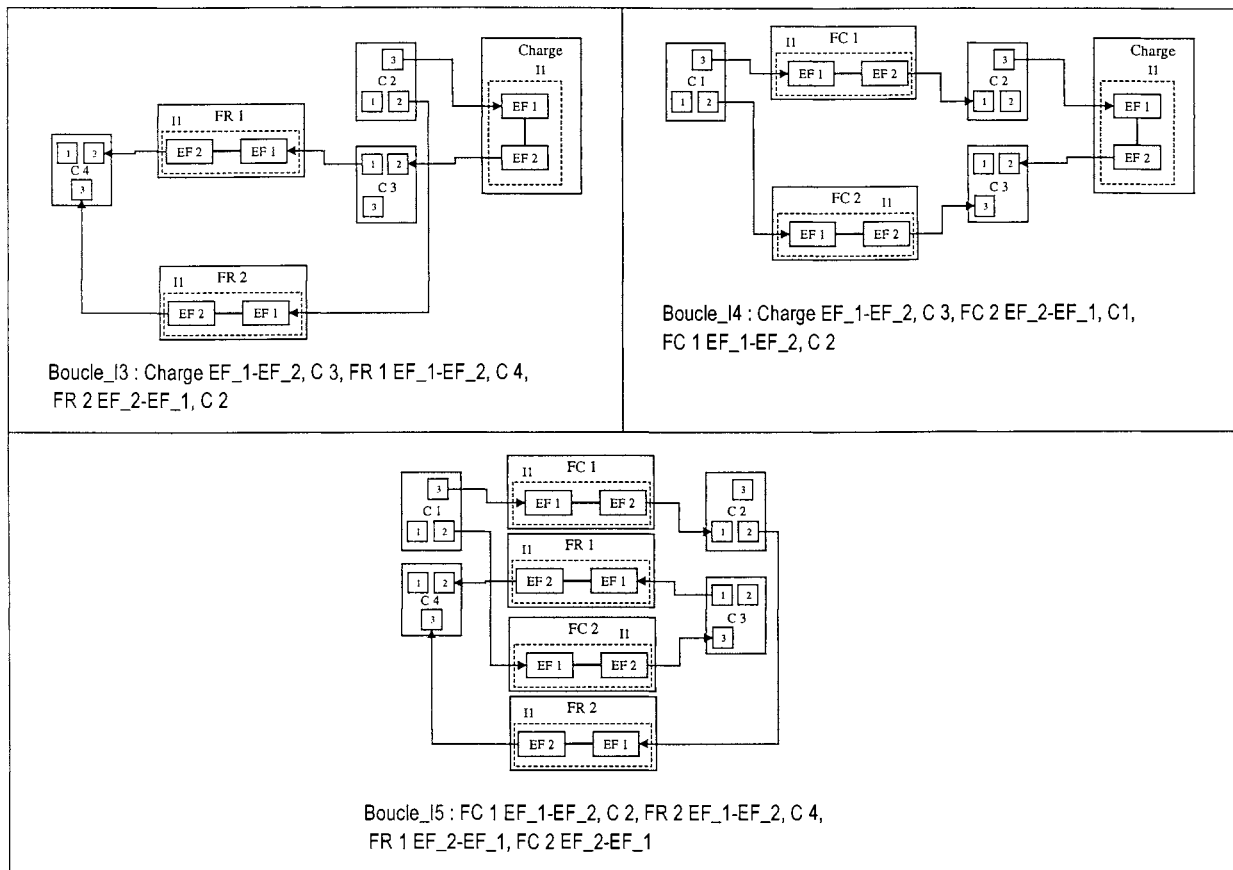 Charge
I1
3
C 2
1 2
EF 1
EF 2
I1 FR 1
EF 2 EF 1
1 2
C 4
3
1 2
C 3
3
I1 FR 2
EF 2 EF 1
Boucle_I3 : Charge EF_1-EF_2, C 3, FR 1 EF_1-EF_2, C 4,
FR 2 EF_2-EF_1, C 2
I1 FC 1
EF 1 EF 2
3
C 1
1 2
3
C 2
1 2
Charge
I1
EF 1
EF 2
1 2
C 3
3
FC 2 I1
EF 1 EF 2
Boucle_I4 : Charge EF_1-EF_2, C 3, FC 2 EF_2-EF_1, C1,
FC 1 EF_1-EF_2, C 2
I1 FC 1
EF 1 EF 2
3
C 1
1 2
3
C 2
1 2
I1 FR 1
EF 2 EF 1
1 2
C 4
3
1 2
C 3
3
FC 2 I1
EF 1 EF 2
I1 FR 2
EF 2 EF 1
Boucle_I5 : FC 1 EF_1-EF_2, C 2, FR 2 EF_1-EF_2, C 4,
FR 1 EF_2-EF_1, FC 2 EF_2-EF_1